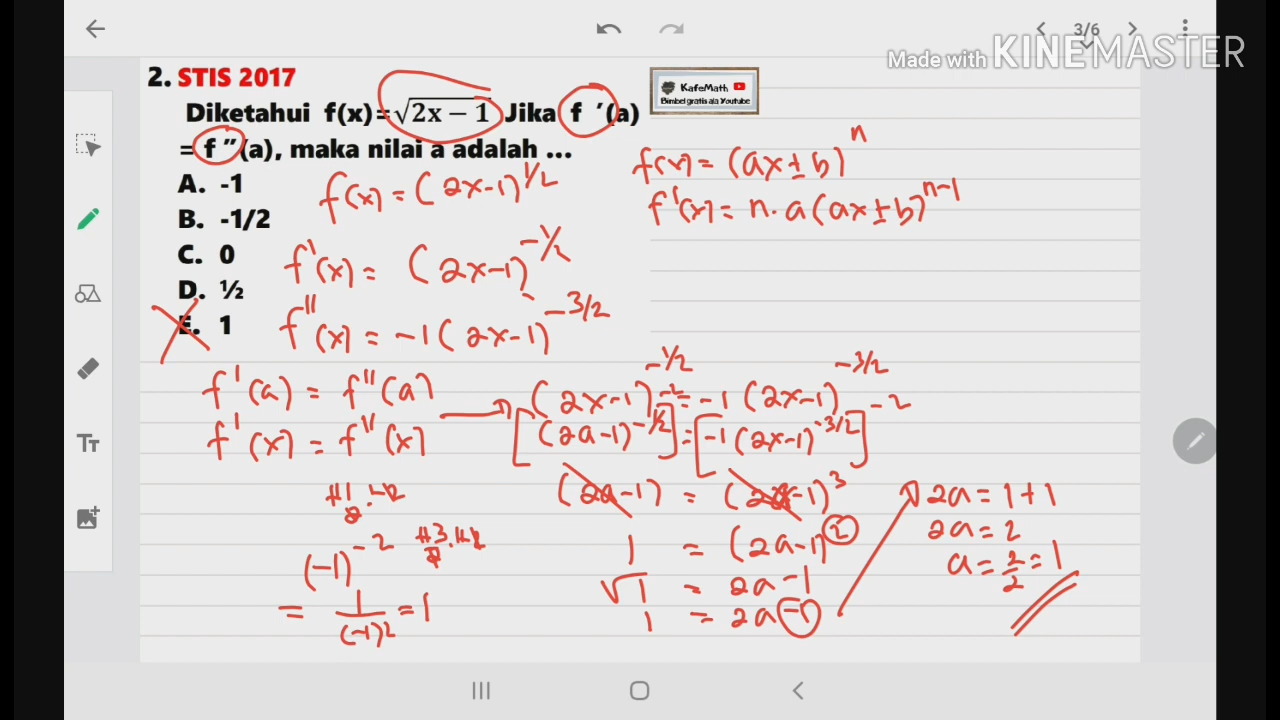 3/6
Made with KINEMASTER
2. STIS 2017
KafeMath
Bimbel gratis ala Youtube
Diketahui f(x)=√2x – 1 Jika f ′(a)
= f ″(a), maka nilai a adalah ...
A. -1
B. -1/2
C. 0
D. ½
E. 1
f(x) = (ax ± b)^n
f'(x) = n. a (ax ± b)^n-1
f(x) = (2x-1)^1/2
f'(x) = (2x-1)^-1/2
f''(x) = -1 (2x-1)^-3/2
f'(a) = f''(a)
f'(x) = f''(x)
(2x-1)^-1/2 = -1 (2x-1)^-3/2
[(2a-1)^-1/2]^-2 = [-1 (2x-1)^-3/2]^-2
(2a-1) = (2a-1)^3
1 = (2a-1)^2
√1 = 2a-1
1 = 2a-1
2a = 1+1
2a = 2
a = 2/2 = 1
(-1)^-2
= 1/(-1)^2 = 1
Tт